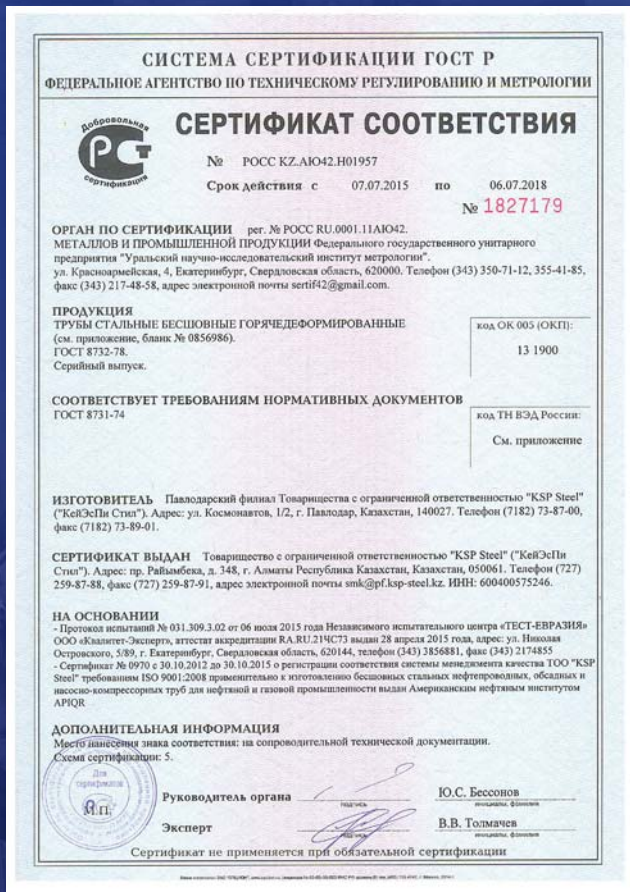 СИСТЕМА СЕРТИФИКАЦИИ ГОСТ Р
ФЕДЕРАЛЬНОЕ АГЕНТСТВО ПО ТЕХНИЧЕСКОМУ РЕГУЛИРОВАНИЮ И МЕТРОЛОГИИ
Добровольная
сертификация
СЕРТИФИКАТ СООТВЕТСТВИЯ
№ РОСС KZ.АЮ42.Н01957
Срок действия с 07.07.2015 по 06.07.2018
№ 1827179
ОРГАН ПО СЕРТИФИКАЦИИ рег. № РОСС RU.0001.11АЮ42.
МЕТАЛЛОВ И ПРОМЫШЛЕННОЙ ПРОДУКЦИИ Федерального государственного унитарного
предприятия "Уральский научно-исследовательский институт метрологии".
ул. Красноармейская, 4, Екатеринбург, Свердловская область, 620000. Телефон (343) 350-71-12, 355-41-85,
факс (343) 217-48-58, адрес электронной почты sertif42@gmail.com.
ПРОДУКЦИЯ
ТРУБЫ СТАЛЬНЫЕ БЕСШОВНЫЕ ГОРЯЧЕДЕФОРМИРОВАННЫЕ
(см. приложение, бланк № 0856986).
ГОСТ 8732-78.
Серийный выпуск.
код ОК 005 (ОКП):
13 1900
СООТВЕТСТВУЕТ ТРЕБОВАНИЯМ НОРМАТИВНЫХ ДОКУМЕНТОВ
ГОСТ 8731-74
код ТН ВЭД России:
См. приложение
ИЗГОТОВИТЕЛЬ Павлодарский филиал Товарищества с ограниченной ответственностью "KSP Steel"
("КейЭсПи Стил"). Адрес: ул. Космонавтов, 1/2, г. Павлодар, Казахстан, 140027. Телефон (7182) 73-87-00,
факс (7182) 73-89-01.
СЕРТИФИКАТ ВЫДАН Товарищество с ограниченной ответственностью "KSP Steel" ("КейЭсПи
Стил"). Адрес: пр. Райымбека, д. 348, г. Алматы Республика Казахстан, Казахстан, 050061. Телефон (727)
259-87-88, факс (727) 259-87-91, адрес электронной почты smk@pf.ksp-steel.kz. ИНН: 600400575246.
НА ОСНОВАНИИ
- Протокол испытаний № 031.309.3.02 от 06 июля 2015 года Независимого испытательного центра «ТЕСТ-ЕВРАЗИЯ»
ООО «Квалитет-Эксперт», аттестат аккредитации RA.RU.21ЧС73 выдан 28 апреля 2015 года, адрес: ул. Николая
Островского, 5/89, г. Екатеринбург, Свердловская область, 620144, телефон (343) 3856881, факс (343) 2174855
- Сертификат № 0970 с 30.10.2012 до 30.10.2015 о регистрации соответствия системы менеджмента качества ТОО "KSP
Steel" требованиям ISO 9001:2008 применительно к изготовлению бесшовных стальных нефтепроводных, обсадных и
насосно-компрессорных труб для нефтяной и газовой промышленности выдан Американским нефтяным институтом
APIQR
ДОПОЛНИТЕЛЬНАЯ ИНФОРМАЦИЯ
Место нанесения знака соответствия: на сопроводительной технической документации.
Схема сертификации: 5.
Для
сертификатов
М.П.
Руководитель органа
подпись
Ю.С. Бессонов
инициалы, фамилия
Эксперт
подпись
В.В. Толмачев
инициалы, фамилия
Сертификат не применяется при обязательной сертификации